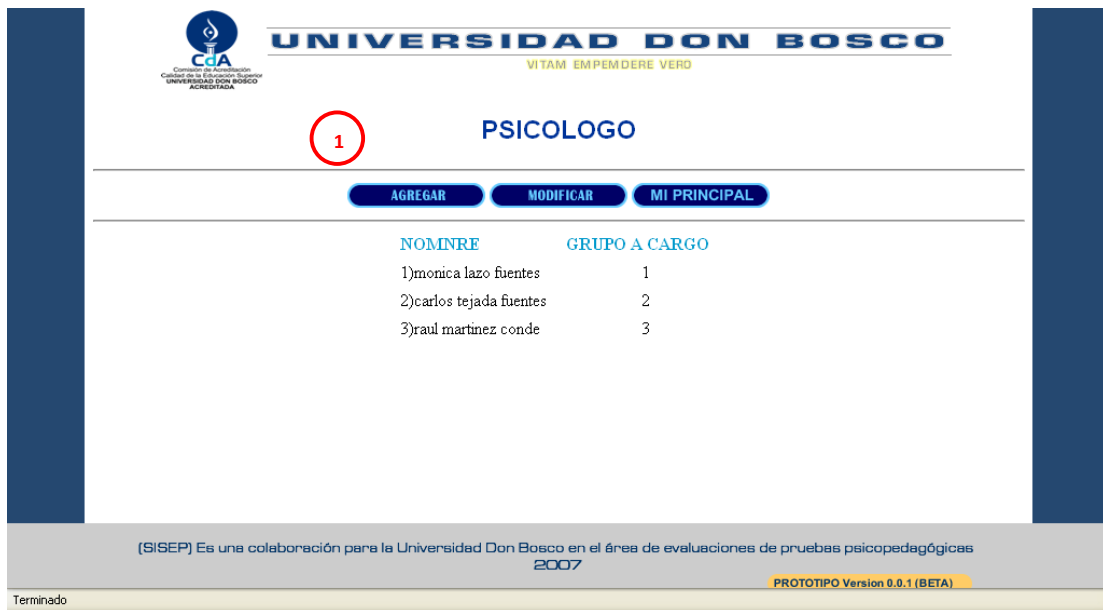 CdA
Comisión de Acreditación
Calidad de la Educación Superior
UNIVERSIDAD DON BOSCO
ACREDITADA
UNIVERSIDAD DON BOSCO
VITAM EMPEMDERE VERO
1
PSICOLOGO
AGREGAR MODIFICAR MI PRINCIPAL
NOMNRE GRUPO A CARGO
1)monica lazo fuentes 1
2)carlos tejada fuentes 2
3)raul martinez conde 3
(SISEP) Es una colaboración para la Universidad Don Bosco en el área de evaluaciones de pruebas psicopedagógicas
2007
PROTOTIPO Version 0.0.1 (BETA)
Terminado